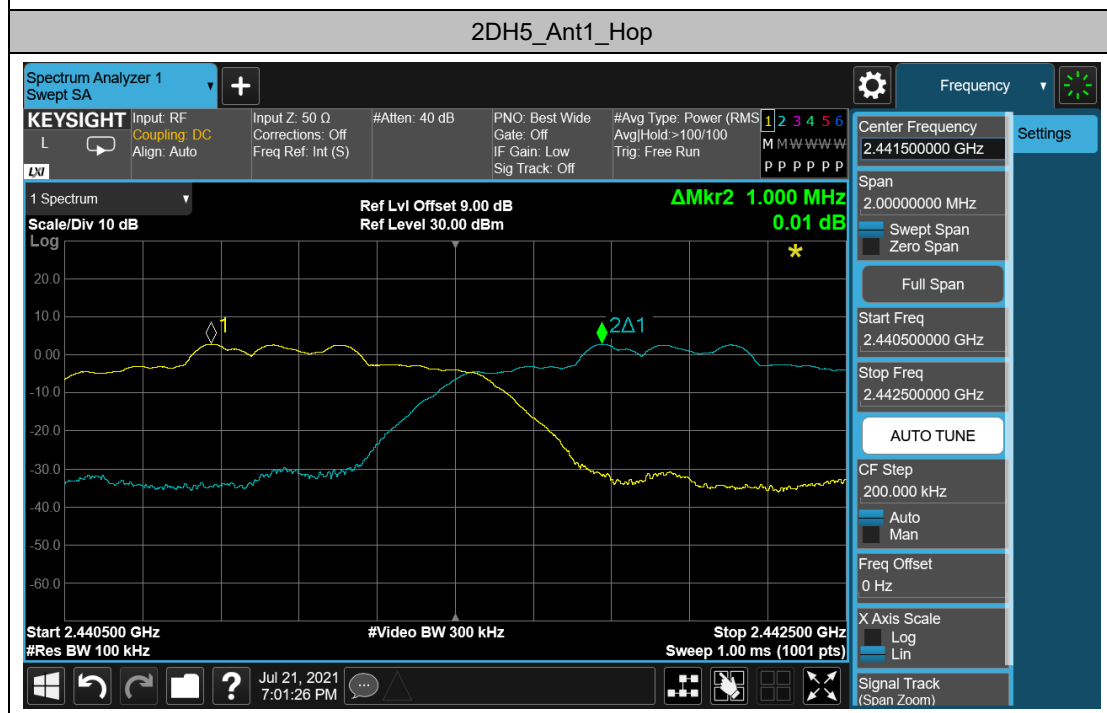 2DH5_Ant1_Hop
Spectrum Analyzer 1
Swept SA
+
Frequency
KEYSIGHT
L
LXI
Input: RF
Coupling: DC
Align: Auto
Input Z: 50 Ω
Corrections: Off
Freq Ref: Int (S)
#Atten: 40 dB
PNO: Best Wide
Gate: Off
IF Gain: Low
Sig Track: Off
#Avg Type: Power (RMS
Avg|Hold:>100/100
Trig: Free Run
1 2 3 4 5 6
M M W W W W
P P P P P P
1 Spectrum
Scale/Div 10 dB
Log
Ref Lvl Offset 9.00 dB
Ref Level 30.00 dBm
ΔMkr2 1.000 MHz
0.01 dB
*
20.0
10.0
0.00
-10.0
-20.0
-30.0
-40.0
-50.0
-60.0
1
2Δ1
Start 2.440500 GHz
#Res BW 100 kHz
#Video BW 300 kHz
Stop 2.442500 GHz
Sweep 1.00 ms (1001 pts)
?
Jul 21, 2021
7:01:26 PM
Center Frequency
2.441500000 GHz
Settings
Span
2.00000000 MHz
Swept Span
Zero Span
Full Span
Start Freq
2.440500000 GHz
Stop Freq
2.442500000 GHz
AUTO TUNE
CF Step
200.000 kHz
Auto
Man
Freq Offset
0 Hz
X Axis Scale
Log
Lin
Signal Track
(Span Zoom)